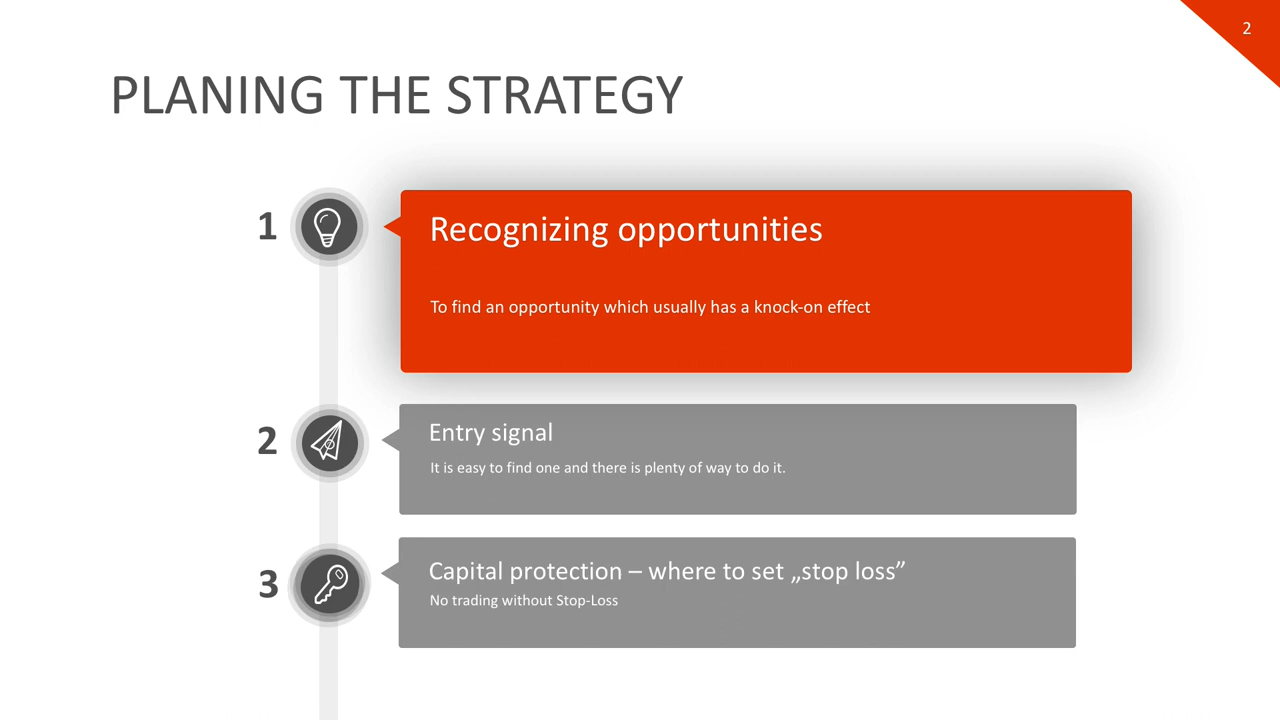 2
PLANING THE STRATEGY
1
Recognizing opportunities
To find an opportunity which usually has a knock-on effect
2
Entry signal
It is easy to find one and there is plenty of way to do it.
3
Capital protection – where to set „stop loss”
No trading without Stop-Loss